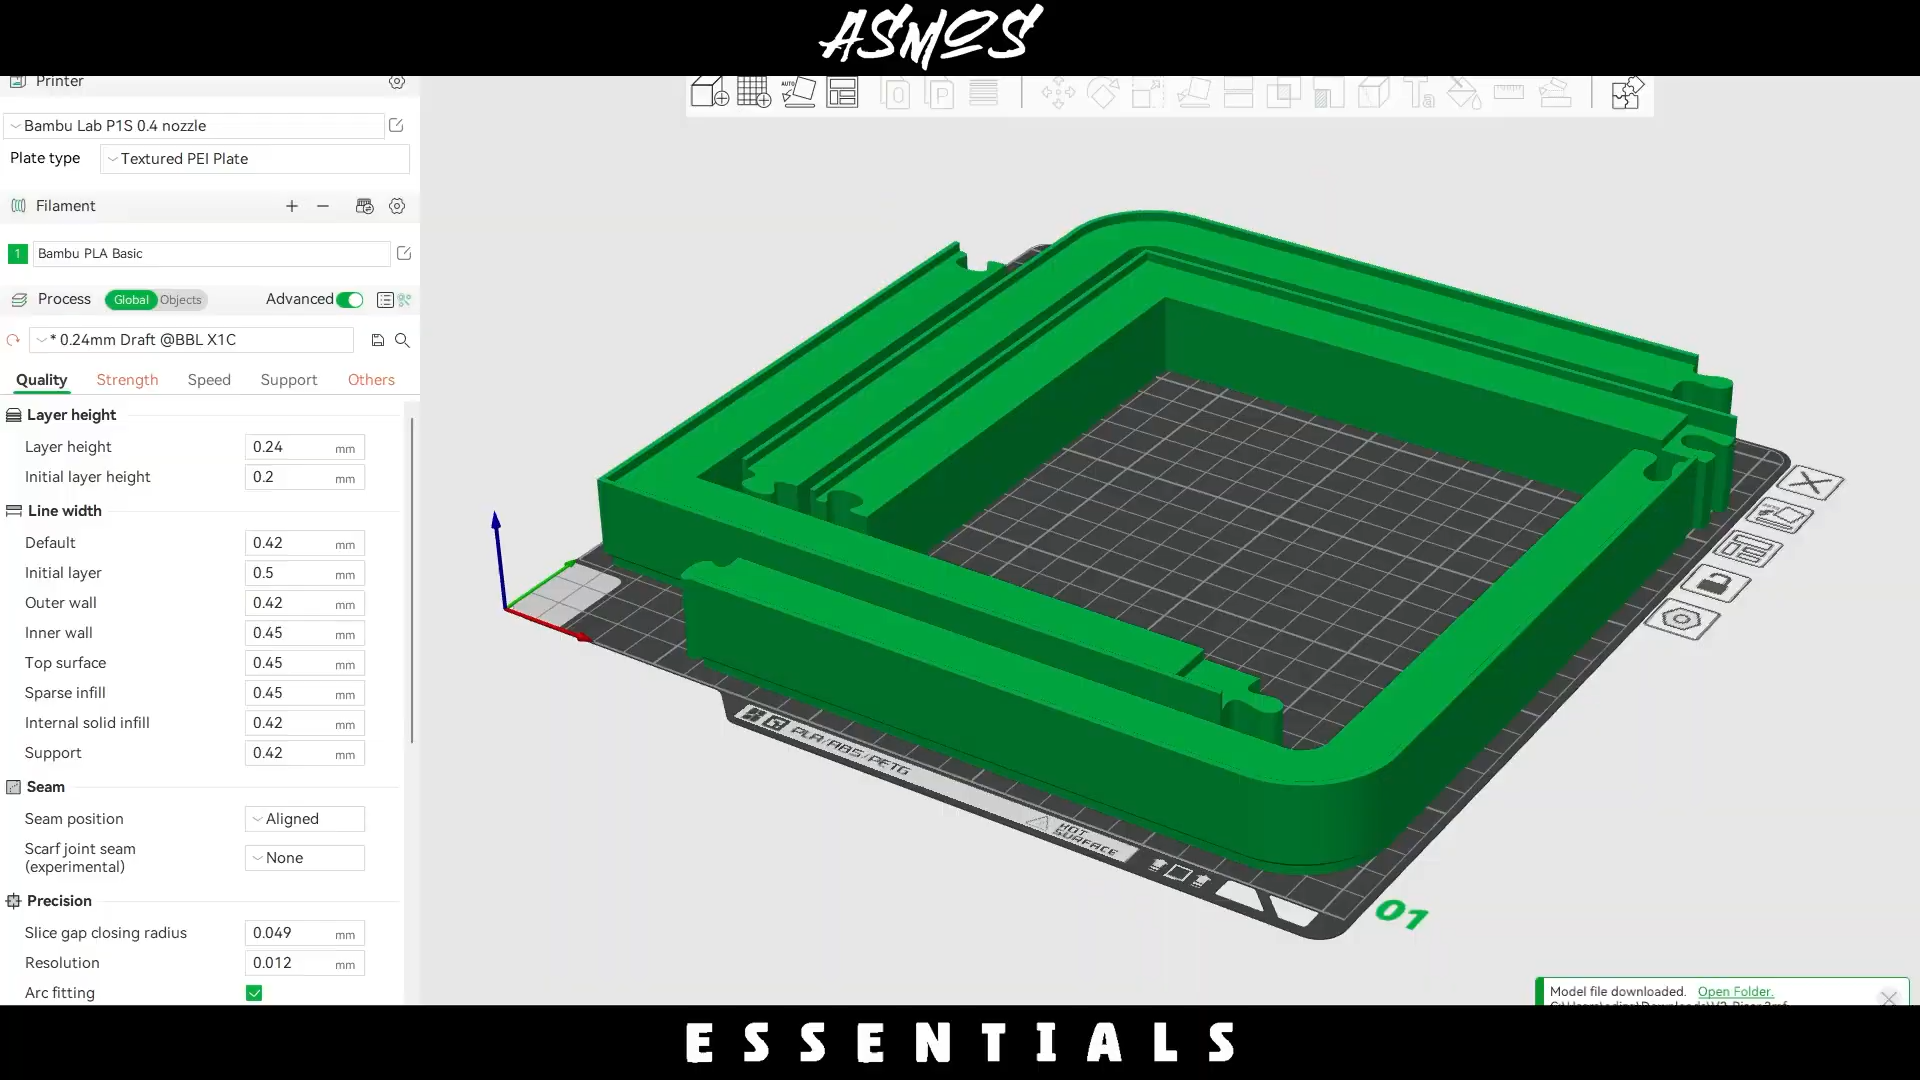 ASMOS
Printer
Bambu Lab P1S 0.4 nozzle
Plate type
Textured PEI Plate
Filament
1
Bambu PLA Basic
Process
Global
Objects
Advanced
* 0.24mm Draft @BBL X1C
Quality
Strength
Speed
Support
Others
Layer height
Layer height 0.24 mm
Initial layer height 0.2 mm
Line width
Default 0.42 mm
Initial layer 0.5 mm
Outer wall 0.42 mm
Inner wall 0.45 mm
Top surface 0.45 mm
Sparse infill 0.45 mm
Internal solid infill 0.42 mm
Support 0.42 mm
Seam
Seam position Aligned
Scarf joint seam
(experimental)
None
Precision
Slice gap closing radius 0.049 mm
Resolution 0.012 mm
Arc fitting
AUTO
PLA/ABS/PETG
HOT
SURFACE
01
Model file downloaded. Open Folder.
ESSENTIALS